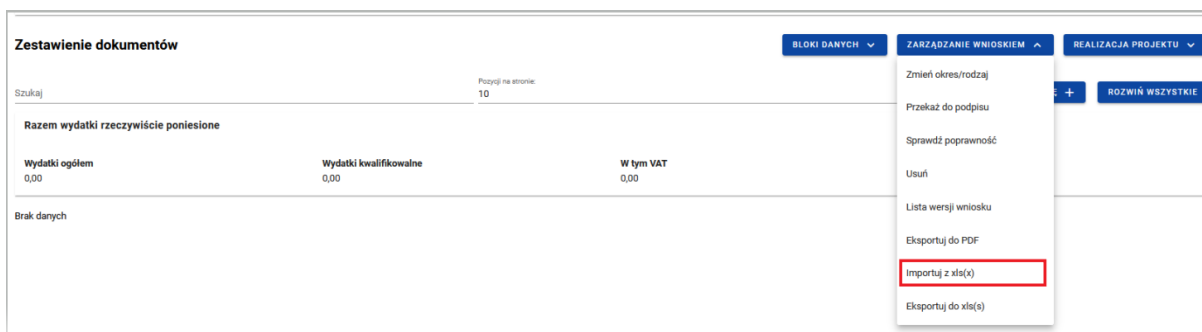 Zestawienie dokumentów
BLOKI DANYCH
ZARZĄDZANIE WNIOSKIEM
REALIZACJA PROJEKTU
Szukaj
Pozycji na stronie:
10
ROZWIŃ WSZYSTKIE
Razem wydatki rzeczywiście poniesione
Wydatki ogółem
0,00
Wydatki kwalifikowalne
0,00
W tym VAT
0,00
Brak danych
Zmień okres/rodzaj
Przekaż do podpisu
Sprawdź poprawność
Usuń
Lista wersji wniosku
Eksportuj do PDF
Importuj z xls(x)
Eksportuj do xls(s)